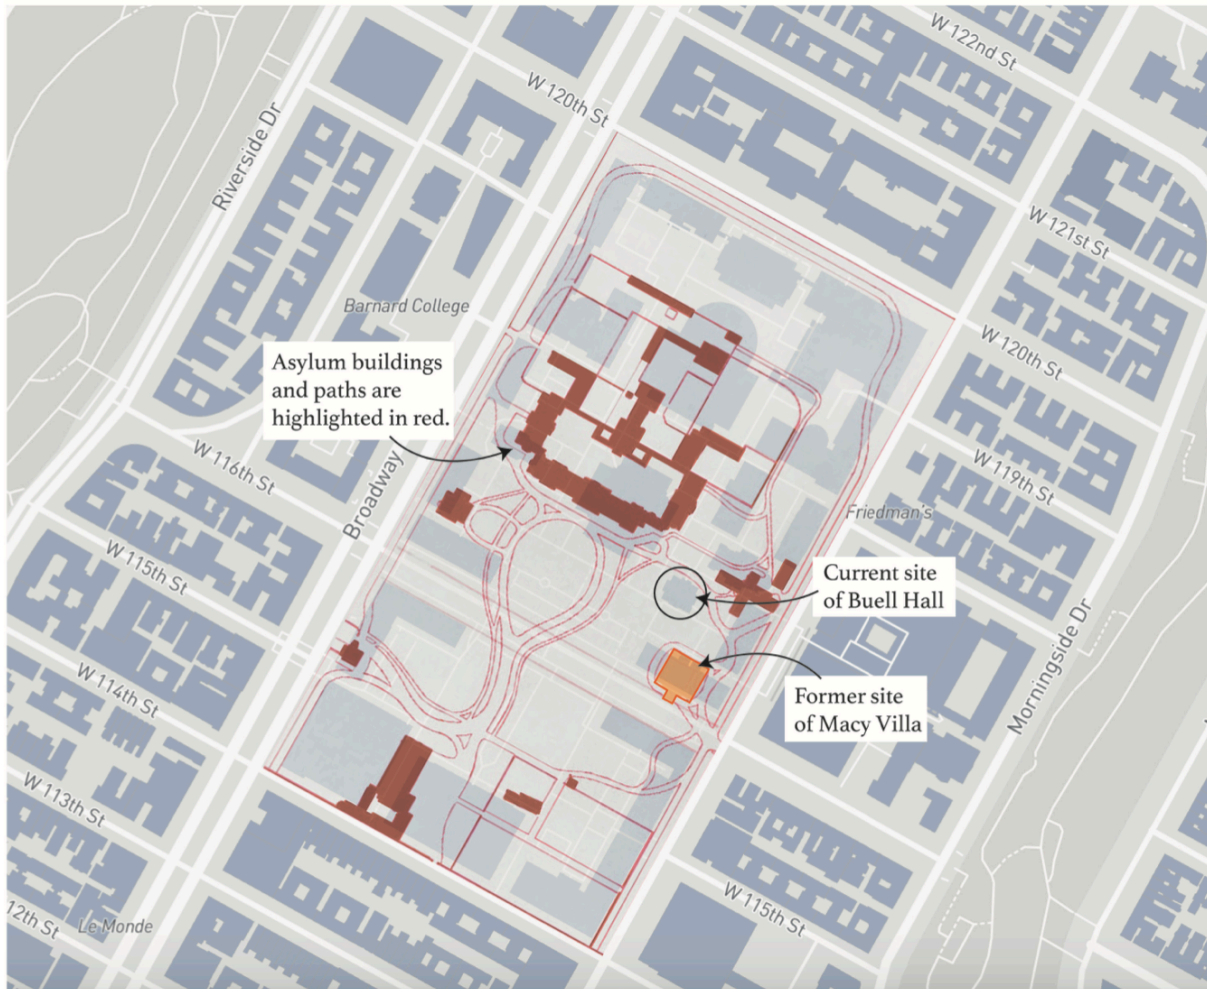 W 122nd St
W 120th St
Riverside Dr
W 121st St
Barnard College
W 120th St
Asylum buildings
and paths are
highlighted in red.
W 116th St
Broadway
W 119th St
Friedman's
W 115th St
Current site
of Buell Hall
Morningside Dr
W 114th St
Former site
of Macy Villa
W 113th St
W 115th St
12th St
Le Monde